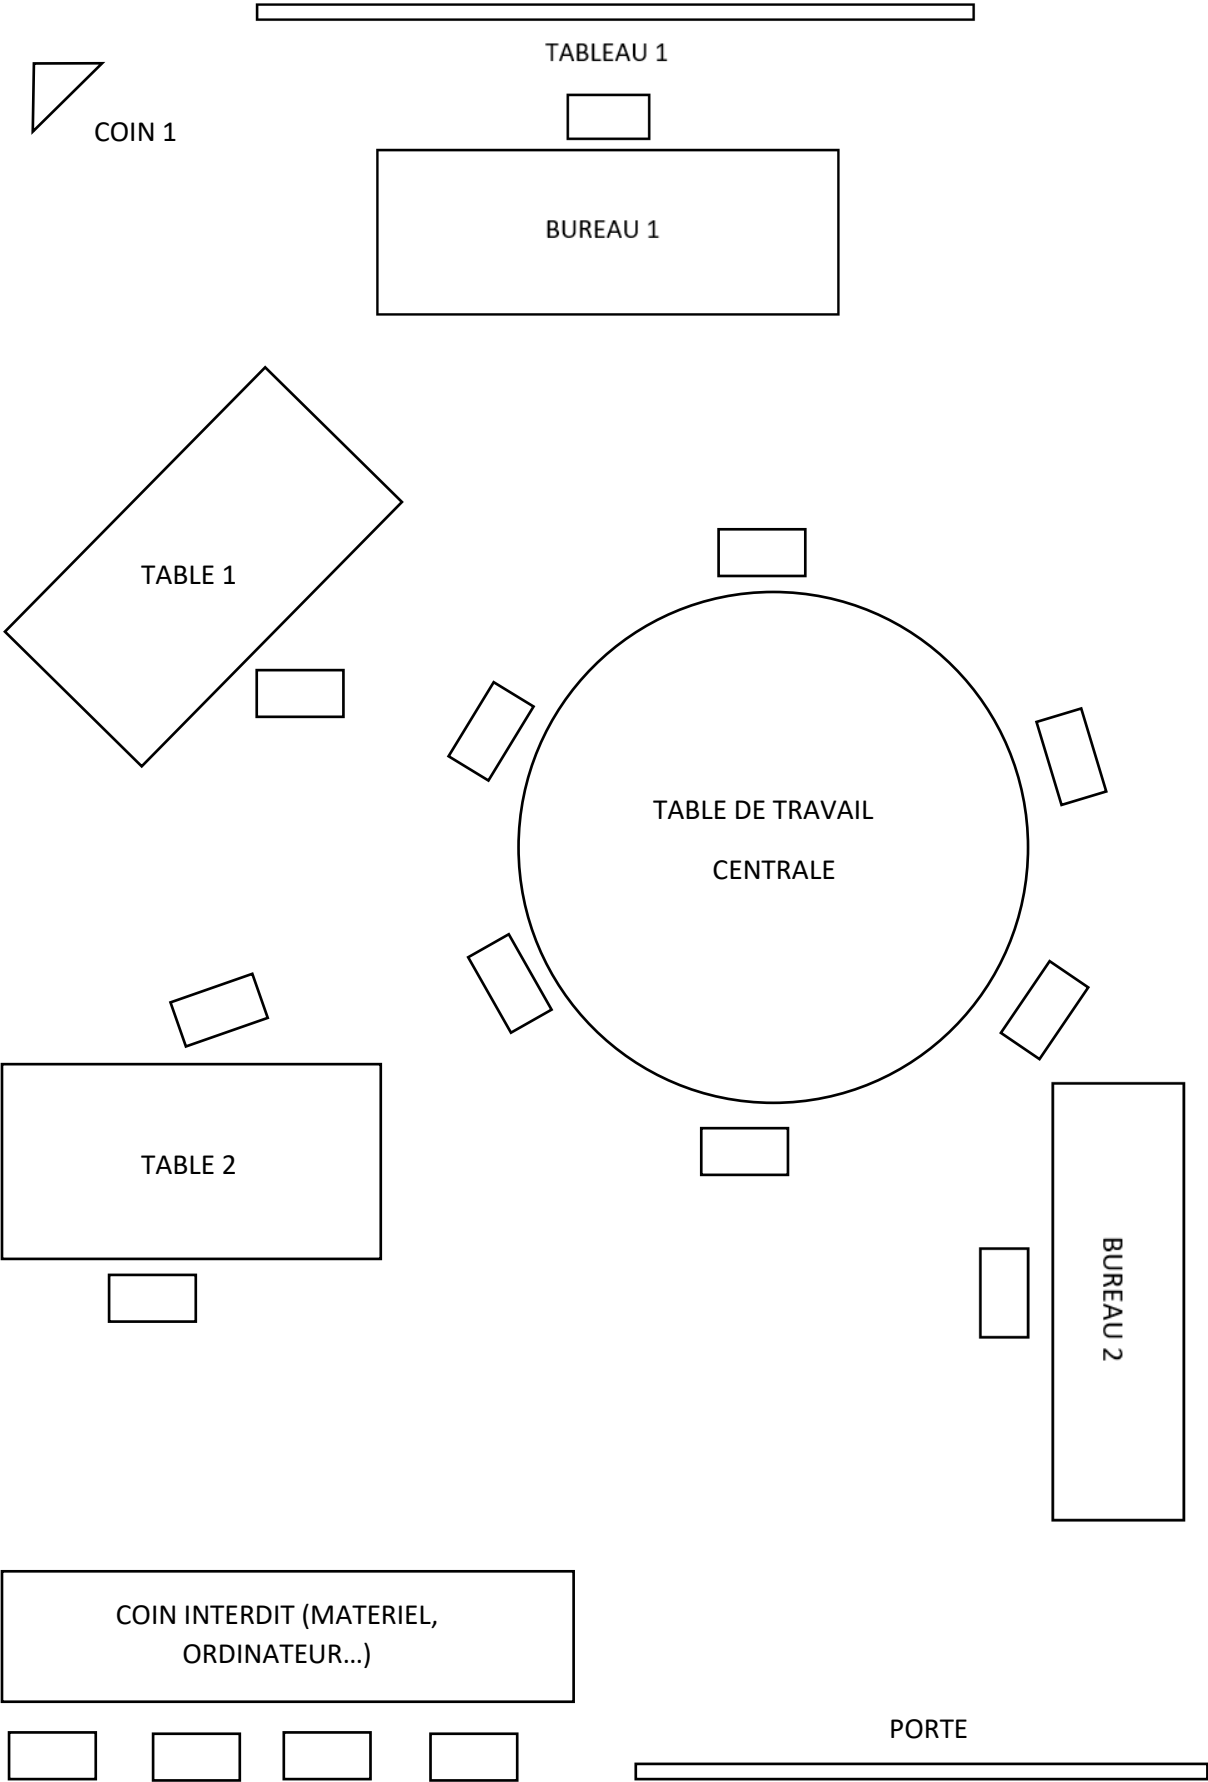 TABLEAU 1
COIN 1
BUREAU 1
TABLE 1
TABLE DE TRAVAIL
CENTRALE
TABLE 2
BUREAU 2
COIN INTERDIT (MATERIEL,
ORDINATEUR…)
PORTE